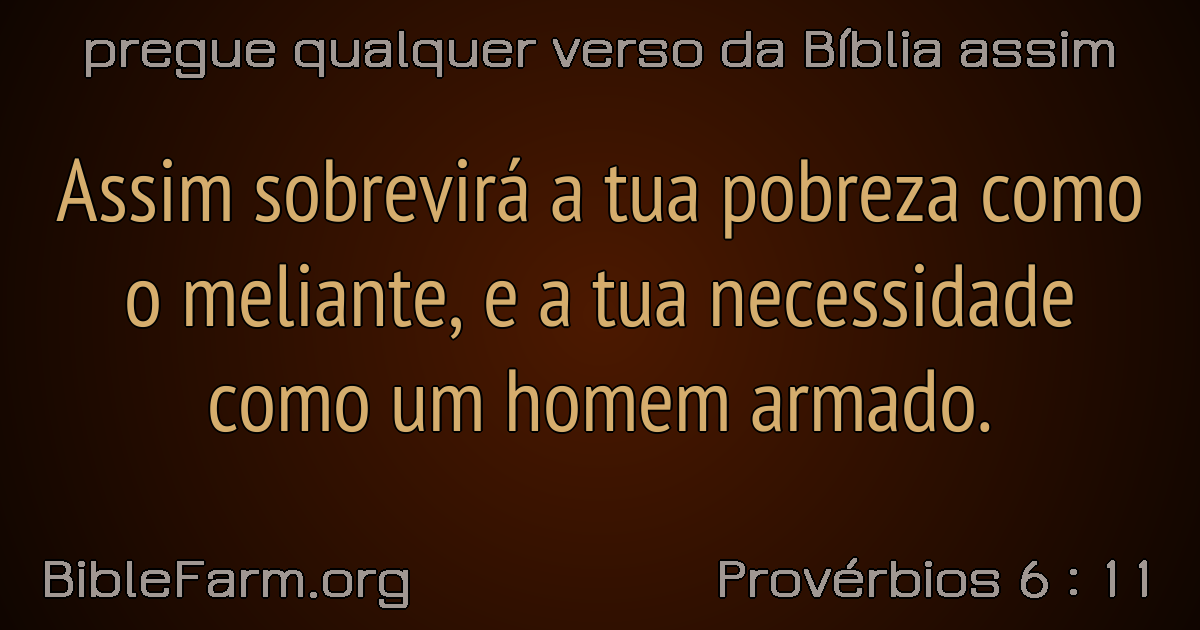 pregue qualquer verso da Bíblia assim
Assim sobrevirá a tua pobreza como
o meliante, e a tua necessidade
como um homem armado.
BibleFarm.org
Provérbios 6 : 11